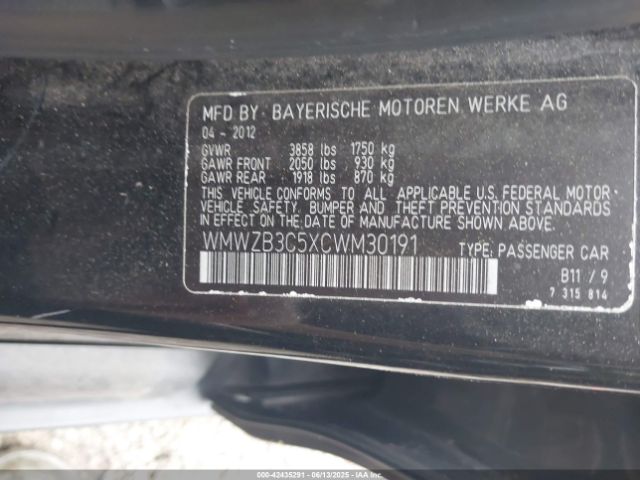 MFD BY· BAYERISCHE MOTOREN WERKE AG
04 - 2012
GVWR 3858 lbs 1750 kg
GAWR FRONT 2050 lbs 930 kg
GAWR REAR 1918 lbs 870 kg
THIS VEHICLE CONFORMS TO ALL APPLICABLE U.S. FEDERAL MOTOR-
VEHICLE SAFETY, BUMPER AND THEFT PREVENTION STANDARDS
IN EFFECT ON THE DATE OF MANUFACTURE SHOWN ABOVE.
WMWZB3C5XCWM30191 TYPE: PASSENGER CAR
B11 / 9
7 315 814
000-42435291 - 06/13/2025 - IAA Inc.